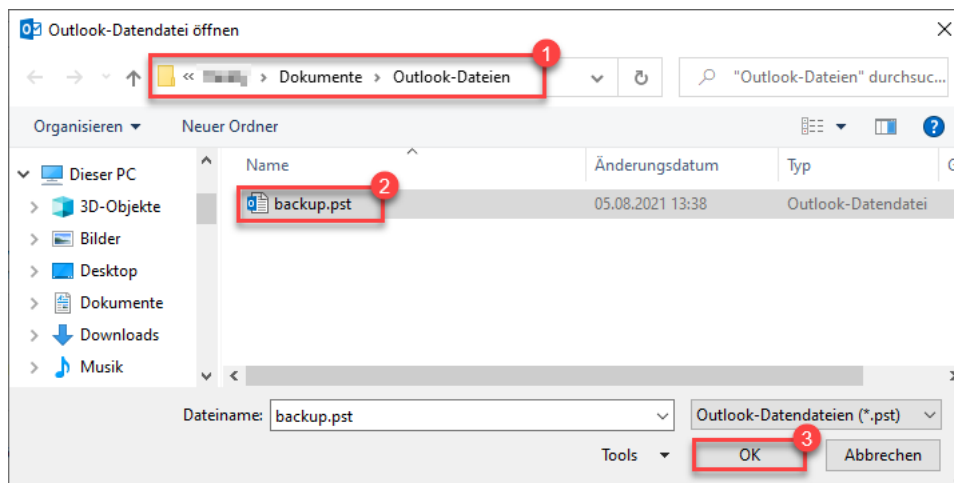 Outlook-Datendatei öffnen
1
« > Dokumente > Outlook-Dateien
"Outlook-Dateien" durchsuc...
Organisieren Neuer Ordner
Name Änderungsdatum Typ
2
backup.pst 05.08.2021 13:38 Outlook-Datendatei
Dieser PC
3D-Objekte
Bilder
Desktop
Dokumente
Downloads
Musik
Dateiname: backup.pst Outlook-Datendateien (*.pst)
3
Tools OK Abbrechen